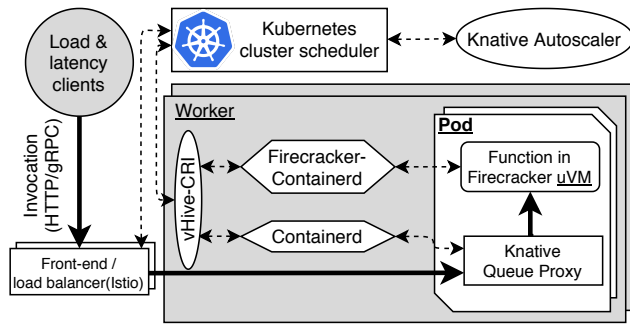 Load &
latency
clients
Kubernetes
cluster scheduler
Knative Autoscaler
Invocation
(HTTP/gRPC)
Worker
vHive-CRI
Firecracker-
Containerd
Containerd
Pod
Function in
Firecracker uVM
Knative
Queue Proxy
Front-end /
load balancer(Istio)